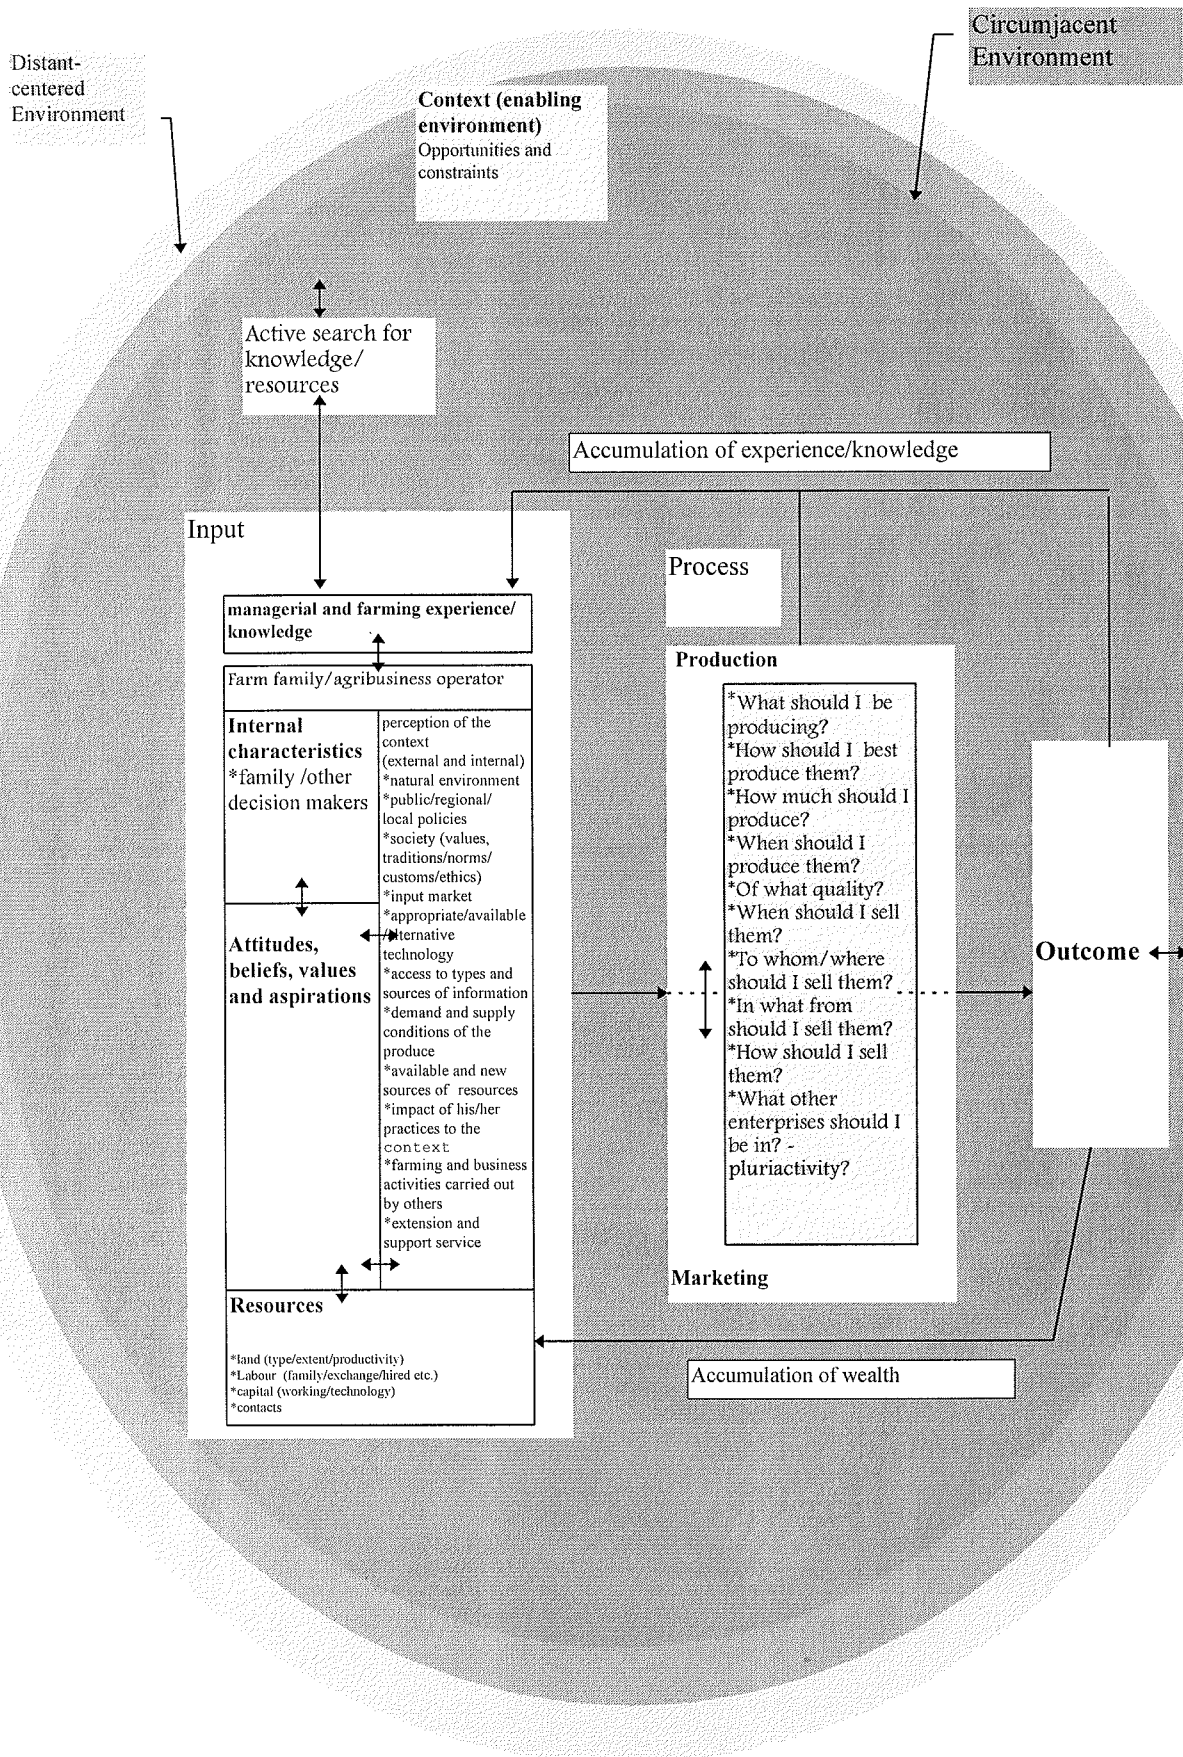 Distant-
centered
Environment
Circumjacent
Environment
Context (enabling
environment)
Opportunities and
constraints
Active search for
knowledge/
resources
Accumulation of experience/knowledge
Input
managerial and farming experience/
knowledge
Farm family/agribusiness operator
Internal
characteristics
*family /other
decision makers
Attitudes,
beliefs, values
and aspirations
perception of the
context
(external and internal)
*natural environment
*public/regional/
local policies
*society (values,
traditions/norms/
customs/ethics)
*input market
*appropriate/available
/alternative
technology
*access to types and
sources of information
*demand and supply
conditions of the
produce
*available and new
sources of resources
*impact of his/her
practices to the
context
*farming and business
activities carried out
by others
*extension and
support service
Resources
*land (type/extent/productivity)
*Labour (family/exchange/hired etc.)
*capital (working/technology)
*contacts
Process
Production
*What should I be
producing?
*How should I best
produce them?
*How much should I
produce?
*When should I
produce them?
*Of what quality?
*When should I sell
them?
*To whom/where
should I sell them?
*In what from
should I sell them?
*How should I sell
them?
*What other
enterprises should I
be in? -
pluriactivity?
Marketing
Outcome
Accumulation of wealth